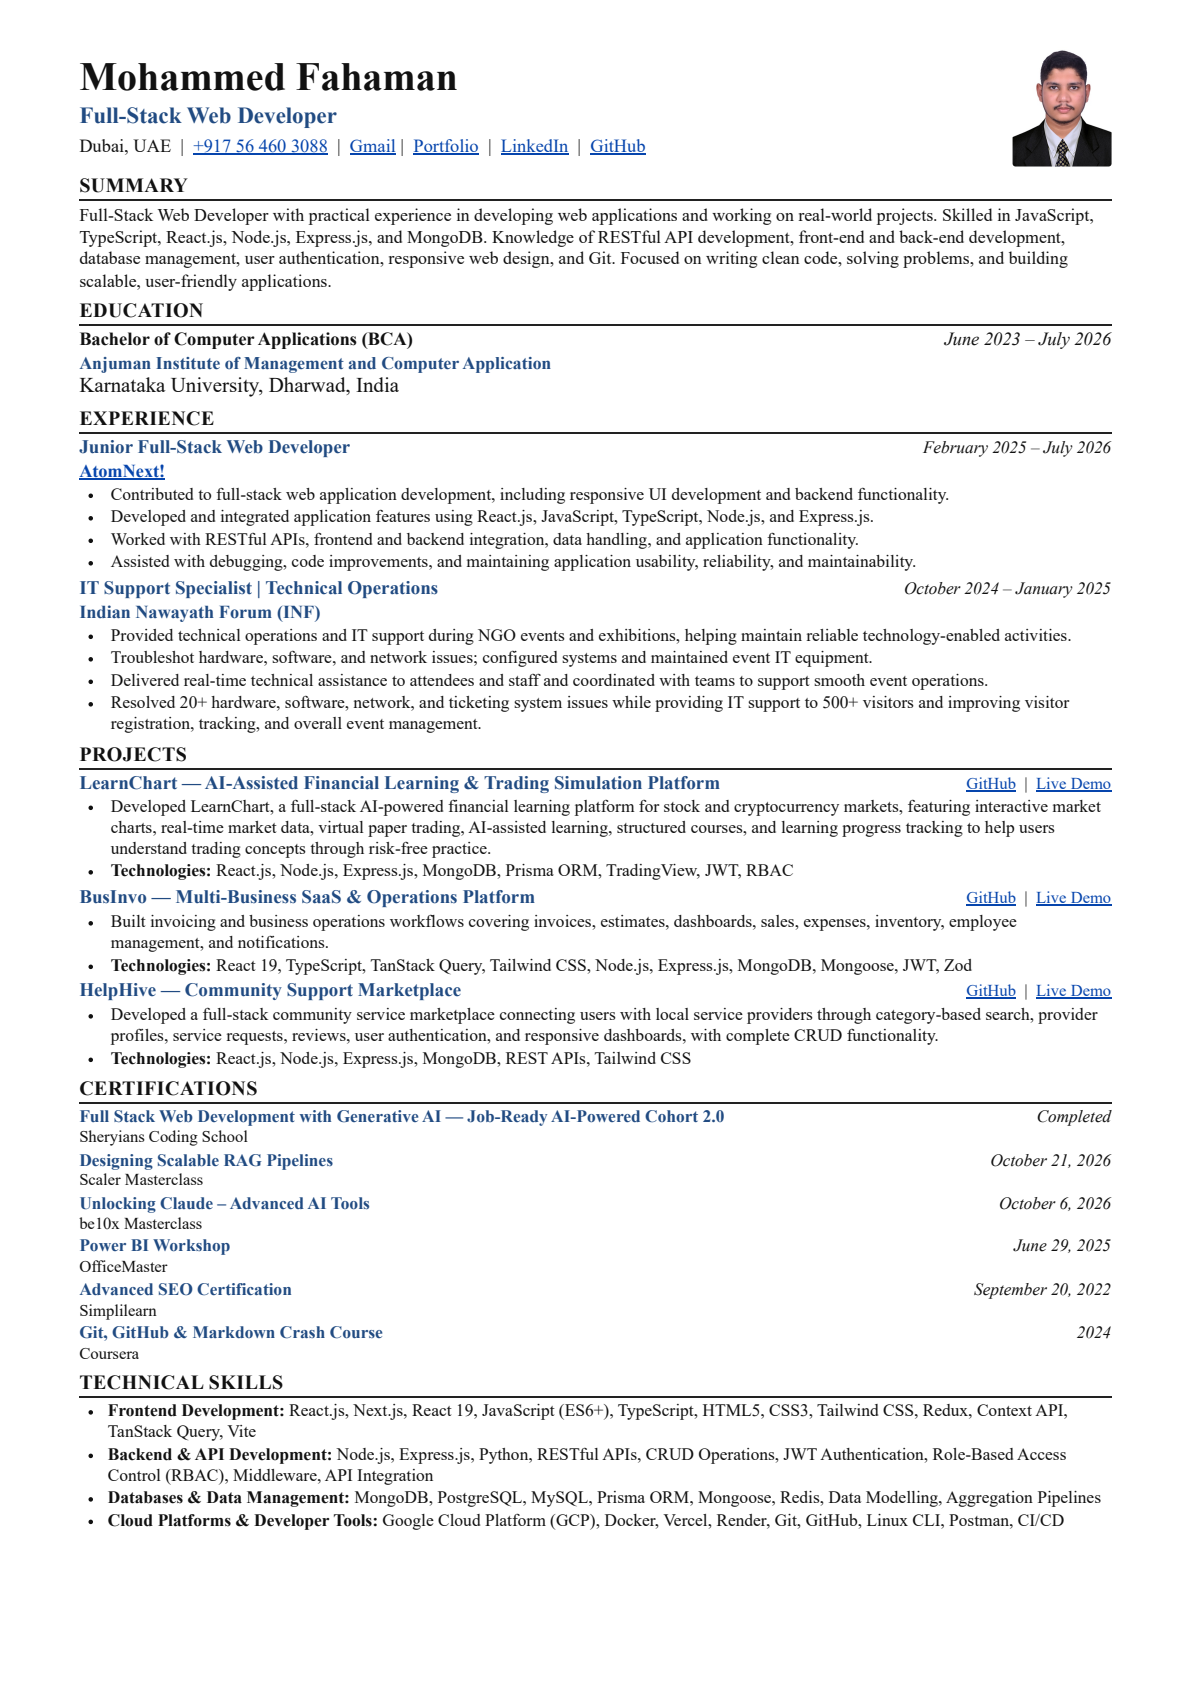 Mohammed Fahaman
Full-Stack Web Developer
Dubai, UAE | +917 56 460 3088 | Gmail | Portfolio | LinkedIn | GitHub
SUMMARY
Full-Stack Web Developer with practical experience in developing web applications and working on real-world projects. Skilled in JavaScript,
TypeScript, React.js, Node.js, Express.js, and MongoDB. Knowledge of RESTful API development, front-end and back-end development,
database management, user authentication, responsive web design, and Git. Focused on writing clean code, solving problems, and building
scalable, user-friendly applications.
EDUCATION
Bachelor of Computer Applications (BCA) June 2023 – July 2026
Anjuman Institute of Management and Computer Application
Karnataka University, Dharwad, India
EXPERIENCE
Junior Full-Stack Web Developer February 2025 – July 2026
AtomNext!
• Contributed to full-stack web application development, including responsive UI development and backend functionality.
• Developed and integrated application features using React.js, JavaScript, TypeScript, Node.js, and Express.js.
• Worked with RESTful APIs, frontend and backend integration, data handling, and application functionality.
• Assisted with debugging, code improvements, and maintaining application usability, reliability, and maintainability.
IT Support Specialist | Technical Operations October 2024 – January 2025
Indian Nawayath Forum (INF)
• Provided technical operations and IT support during NGO events and exhibitions, helping maintain reliable technology-enabled activities.
• Troubleshot hardware, software, and network issues; configured systems and maintained event IT equipment.
• Delivered real-time technical assistance to attendees and staff and coordinated with teams to support smooth event operations.
• Resolved 20+ hardware, software, network, and ticketing system issues while providing IT support to 500+ visitors and improving visitor
registration, tracking, and overall event management.
PROJECTS
LearnChart — AI-Assisted Financial Learning & Trading Simulation Platform GitHub | Live Demo
• Developed LearnChart, a full-stack AI-powered financial learning platform for stock and cryptocurrency markets, featuring interactive market
charts, real-time market data, virtual paper trading, AI-assisted learning, structured courses, and learning progress tracking to help users
understand trading concepts through risk-free practice.
• Technologies: React.js, Node.js, Express.js, MongoDB, Prisma ORM, TradingView, JWT, RBAC
BusInvo — Multi-Business SaaS & Operations Platform GitHub | Live Demo
• Built invoicing and business operations workflows covering invoices, estimates, dashboards, sales, expenses, inventory, employee
management, and notifications.
• Technologies: React 19, TypeScript, TanStack Query, Tailwind CSS, Node.js, Express.js, MongoDB, Mongoose, JWT, Zod
HelpHive — Community Support Marketplace GitHub | Live Demo
• Developed a full-stack community service marketplace connecting users with local service providers through category-based search, provider
profiles, service requests, reviews, user authentication, and responsive dashboards, with complete CRUD functionality.
• Technologies: React.js, Node.js, Express.js, MongoDB, REST APIs, Tailwind CSS
CERTIFICATIONS
Full Stack Web Development with Generative AI — Job-Ready AI-Powered Cohort 2.0 Completed
Sheryians Coding School
Designing Scalable RAG Pipelines October 21, 2026
Scaler Masterclass
Unlocking Claude – Advanced AI Tools October 6, 2026
be10x Masterclass
Power BI Workshop June 29, 2025
OfficeMaster
Advanced SEO Certification September 20, 2022
Simplilearn
Git, GitHub & Markdown Crash Course 2024
Coursera
TECHNICAL SKILLS
• Frontend Development: React.js, Next.js, React 19, JavaScript (ES6+), TypeScript, HTML5, CSS3, Tailwind CSS, Redux, Context API,
TanStack Query, Vite
• Backend & API Development: Node.js, Express.js, Python, RESTful APIs, CRUD Operations, JWT Authentication, Role-Based Access
Control (RBAC), Middleware, API Integration
• Databases & Data Management: MongoDB, PostgreSQL, MySQL, Prisma ORM, Mongoose, Redis, Data Modelling, Aggregation Pipelines
• Cloud Platforms & Developer Tools: Google Cloud Platform (GCP), Docker, Vercel, Render, Git, GitHub, Linux CLI, Postman, CI/CD